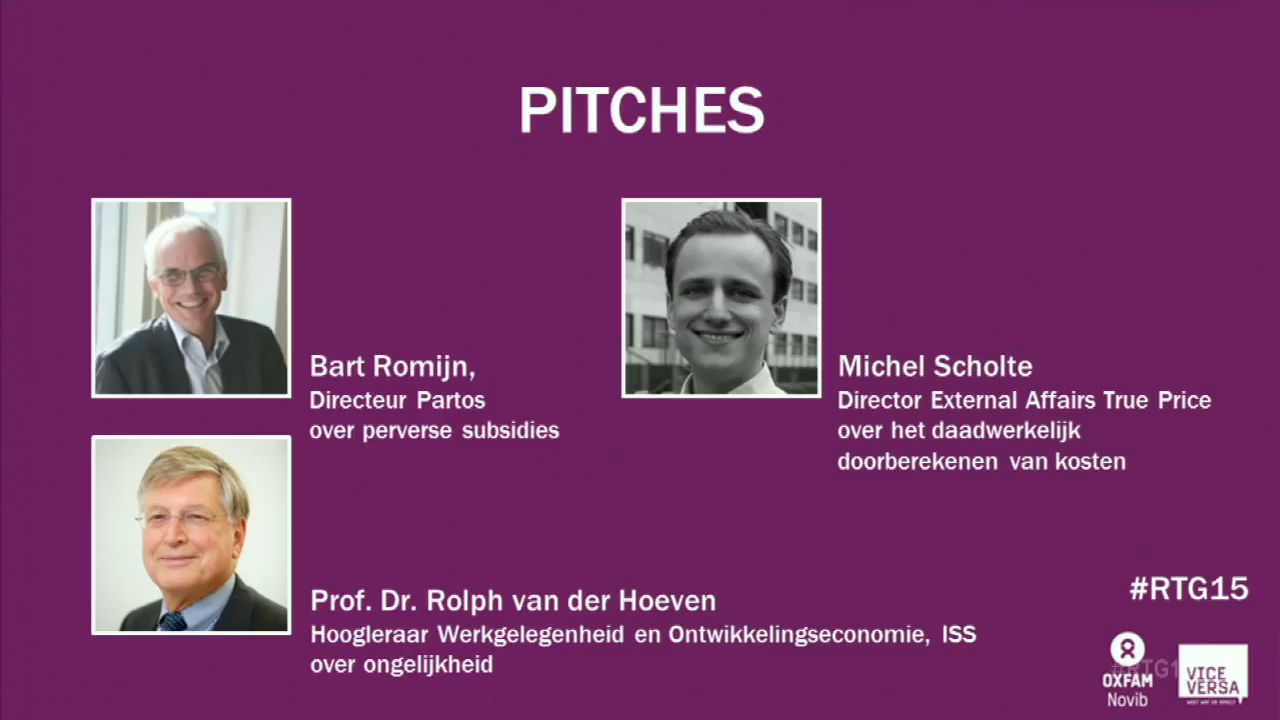 PITCHES
Bart Romijn,
Directeur Partos
over perverse subsidies
Michel Scholte
Director External Affairs True Price
over het daadwerkelijk
doorberekenen van kosten
Prof. Dr. Rolph van der Hoeven
Hoogleraar Werkgelegenheid en Ontwikkelingseconomie, ISS
over ongelijkheid
#RTG15
OXFAM
Novib
VICE
VERSA